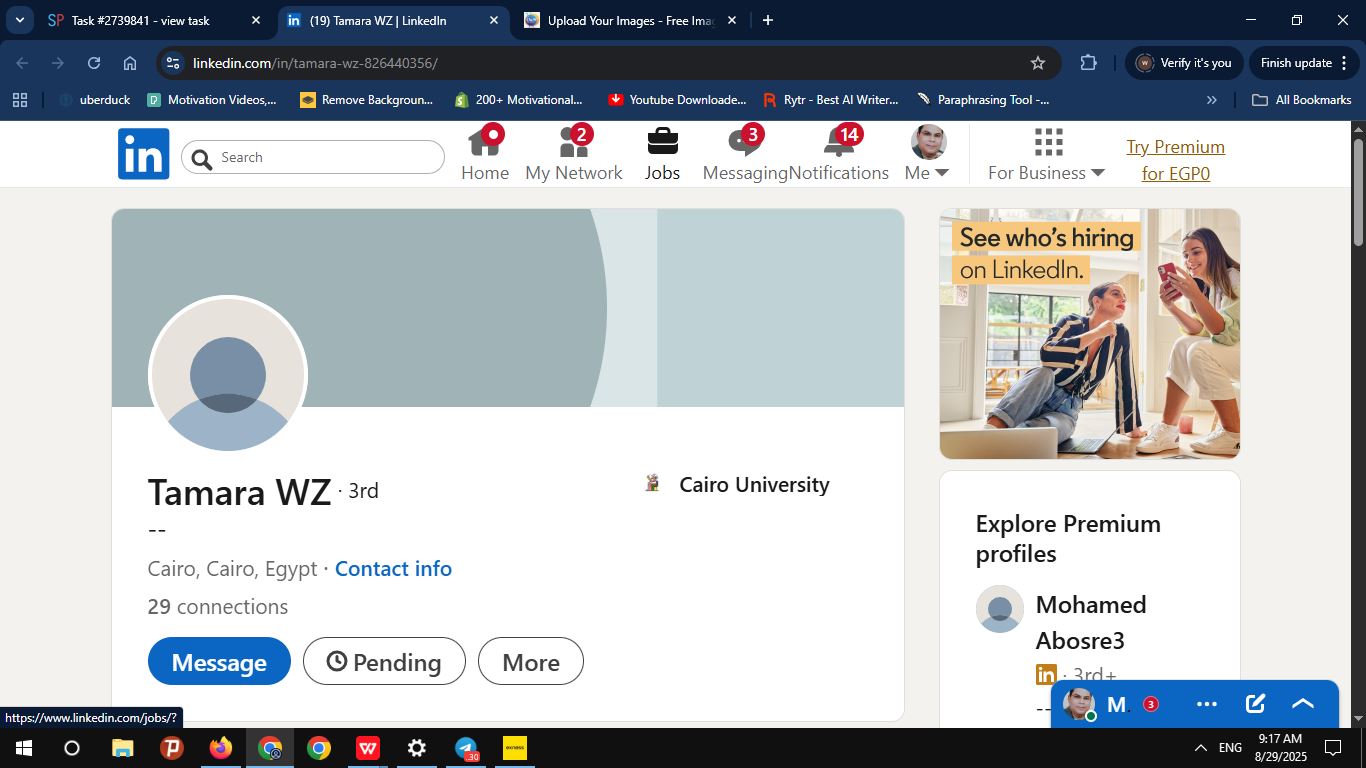 Task #2739841 - view task
(19) Tamara WZ | LinkedIn
Upload Your Images - Free Imag
linkedin.com/in/tamara-wz-826440356/
Verify it's you
Finish update
uberduck
Motivation Videos,...
Remove Backgroun...
200+ Motivational...
Youtube Downloade...
Rytr - Best AI Writer...
Paraphrasing Tool -...
All Bookmarks
in
Search
Home
2
My Network
Jobs
3
Messaging
14
Notifications
Me
For Business
Try Premium
for EGP0
See who's hiring
on LinkedIn.
Tamara WZ · 3rd
--
Cairo University
Cairo, Cairo, Egypt · Contact info
29 connections
Message
Pending
More
Explore Premium
profiles
Mohamed
Abosre3
in · 3rd+
--
M.
3
https://www.linkedin.com/jobs/?
.30
exness
ENG
9:17 AM
8/29/2025